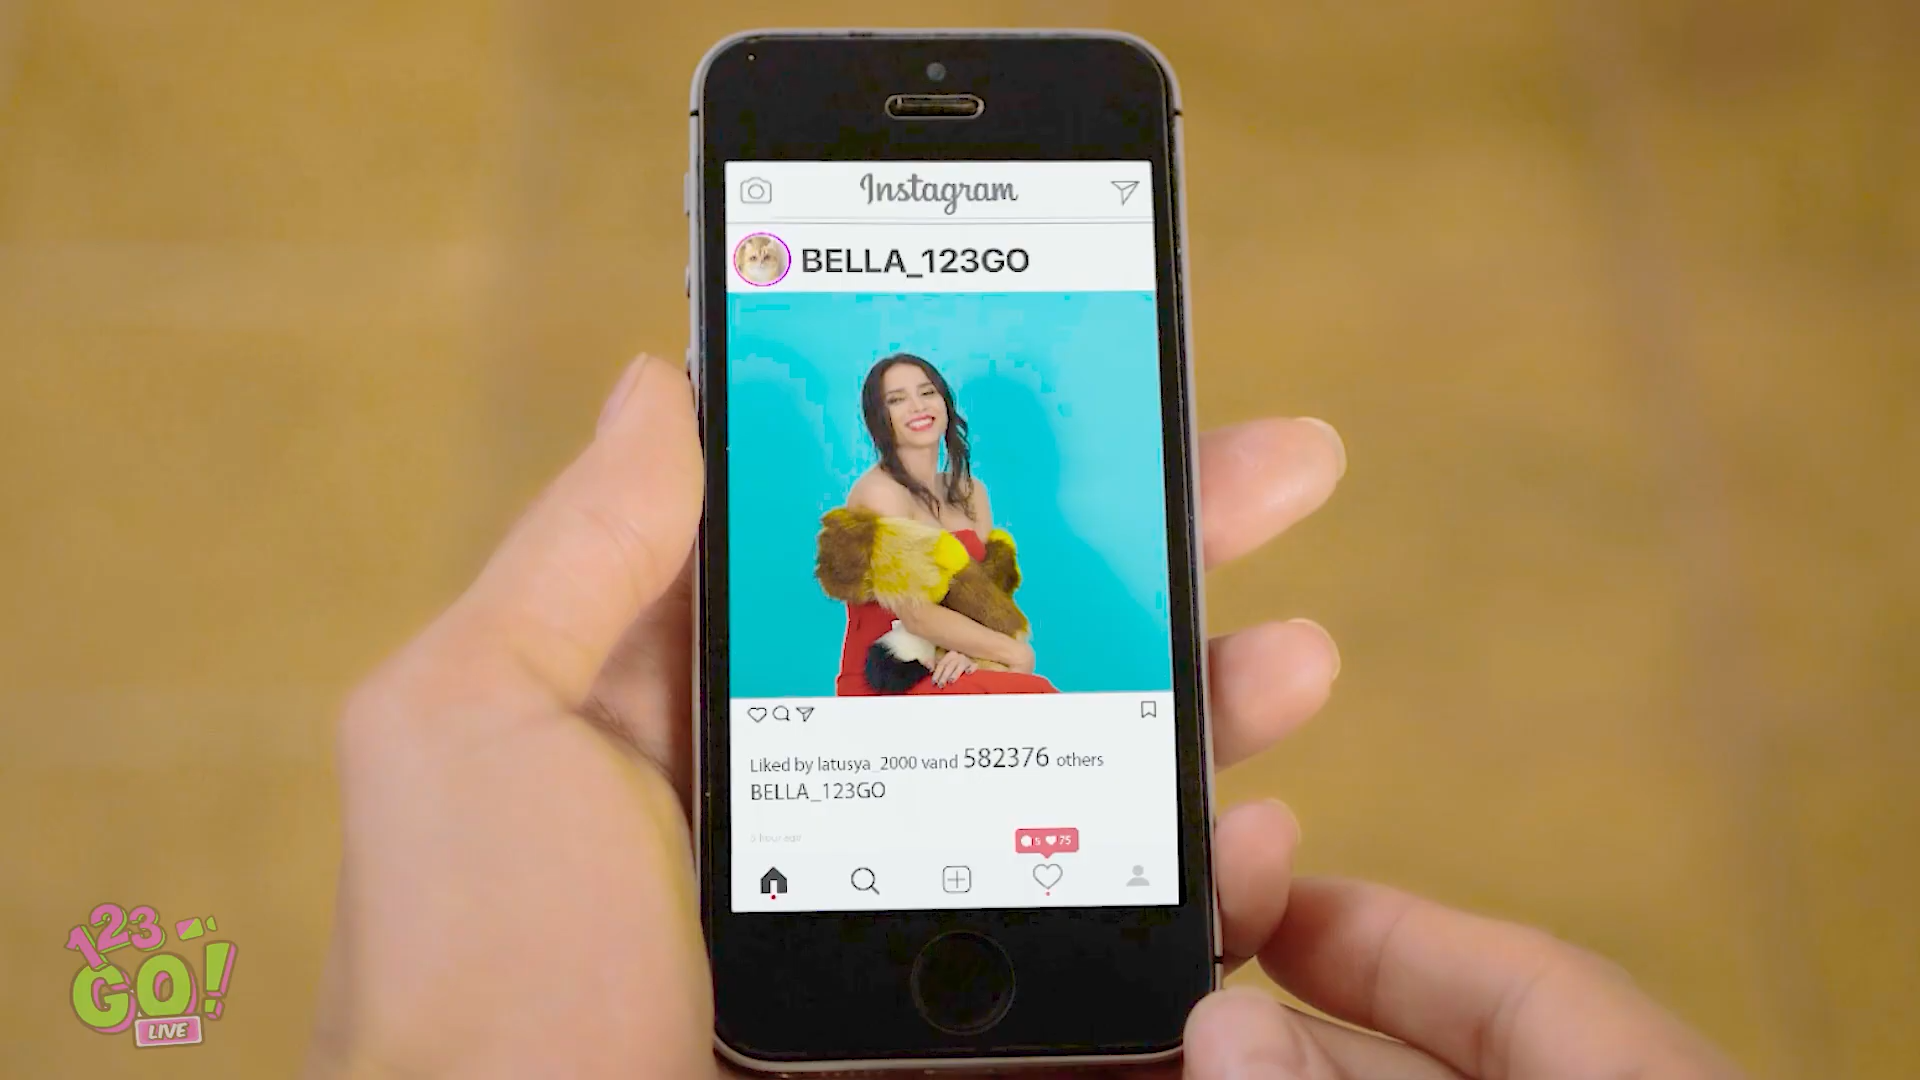 Instagram
BELLA_123GO
Liked by latusya_2000 vand 582376 others
BELLA_123GO
5 75
123
GO!
LIVE